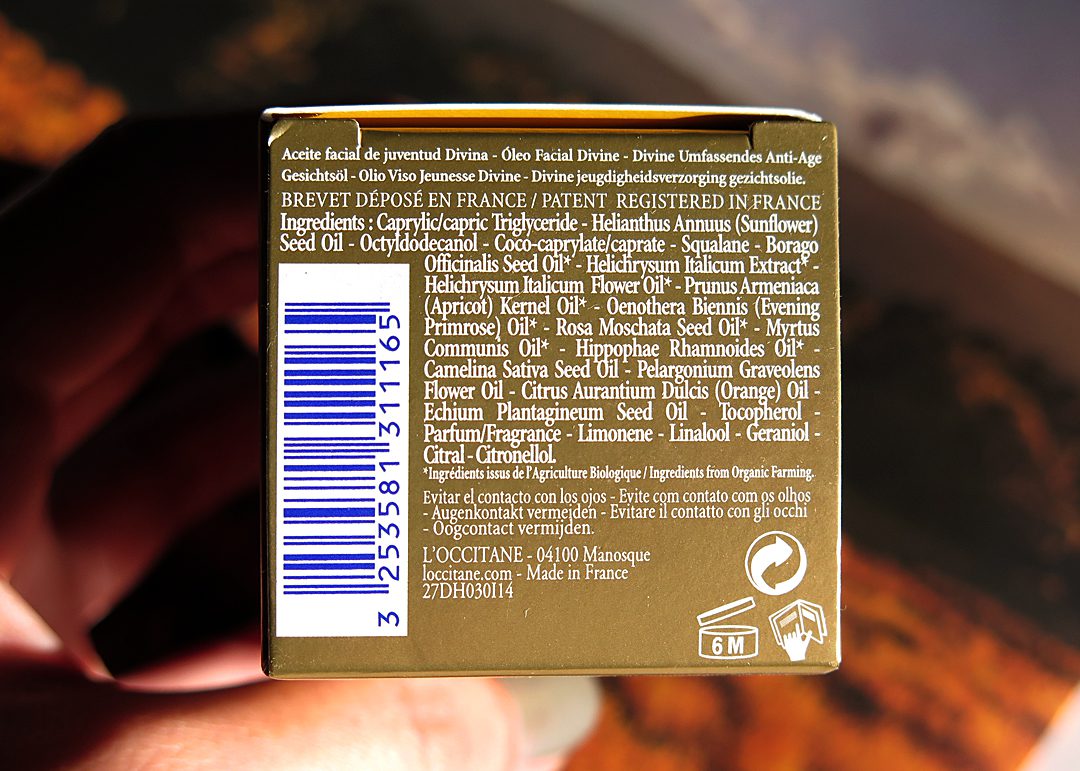 Aceite facial de juventud Divina - Óleo Facial Divine - Divine Umfassendes Anti-Age
Gesichtsöl - Olio Viso Jeunesse Divine - Divine jeugdigheidsverzorging gezichtsolie.
BREVET DÉPOSÉ EN FRANCE / PATENT REGISTERED IN FRANCE
Ingredients : Caprylic/capric Triglyceride - Helianthus Annuus (Sunflower)
Seed Oil - Octyldodecanol - Coco-caprylate/caprate - Squalane - Borago
Officinalis Seed Oil* - Helichrysum Italicum Extract* -
Helichrysum Italicum Flower Oil* - Prunus Armeniaca
(Apricot) Kernel Oil* - Oenothera Biennis (Evening
Primrose) Oil* - Rosa Moschata Seed Oil* - Myrtus
Communis Oil* - Hippophae Rhamnoides Oil* -
Camelina Sativa Seed Oil - Pelargonium Graveolens
Flower Oil - Citrus Aurantium Dulcis (Orange) Oil -
Echium Plantagineum Seed Oil - Tocopherol -
Parfum/Fragrance - Limonene - Linalool - Geraniol -
Citral - Citronellol.
*Ingrédients issus de l'Agriculture Biologique / Ingredients from Organic Farming.
Evitar el contacto con los ojos - Evite com contato com os olhos
- Augenkontakt vermeiden - Evitare il contatto con gli occhi
- Oogcontact vermijden.
L'OCCITANE - 04100 Manosque
loccitane.com - Made in France
27DH030I14
3 253581 311165
6 M